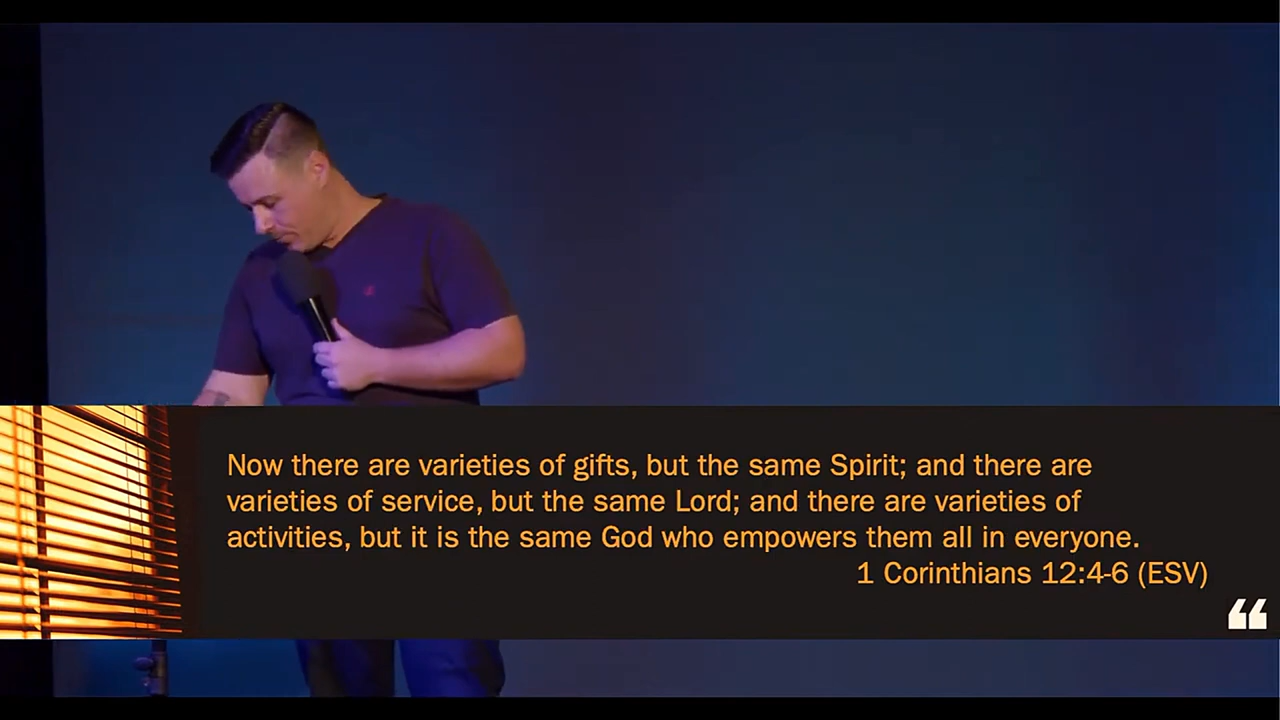 Now there are varieties of gifts, but the same Spirit; and there are
varieties of service, but the same Lord; and there are varieties of
activities, but it is the same God who empowers them all in everyone.
1 Corinthians 12:4-6 (ESV)